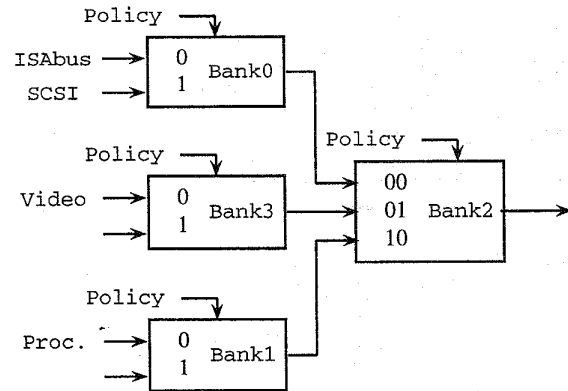 Policy
ISAbus 0 Bank0
SCSI 1
Policy
Policy
Video 0 Bank3
1
00
01 Bank2
10
Policy
Proc. 0 Bank1
1